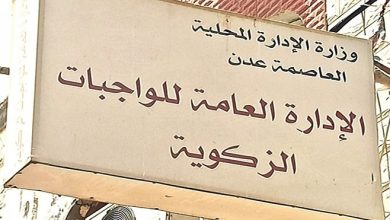 وزارة الإدارة المحلية
العاصمة عدن
الإدارة العامة للواجبات
الزكوية